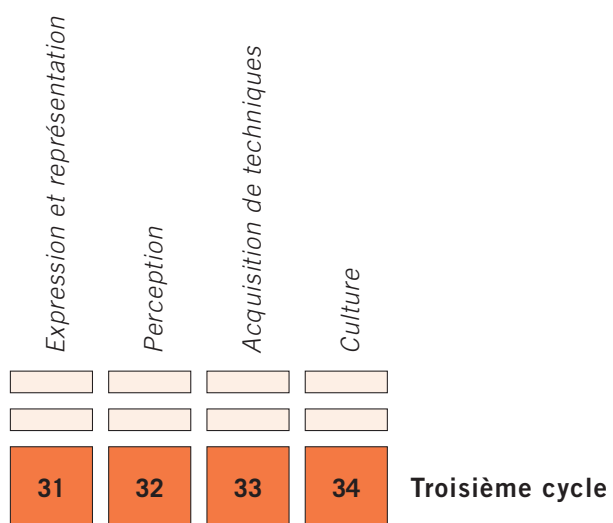 Expression et représentation
Perception
Acquisition de techniques
Culture
31 32 33 34 Troisième cycle